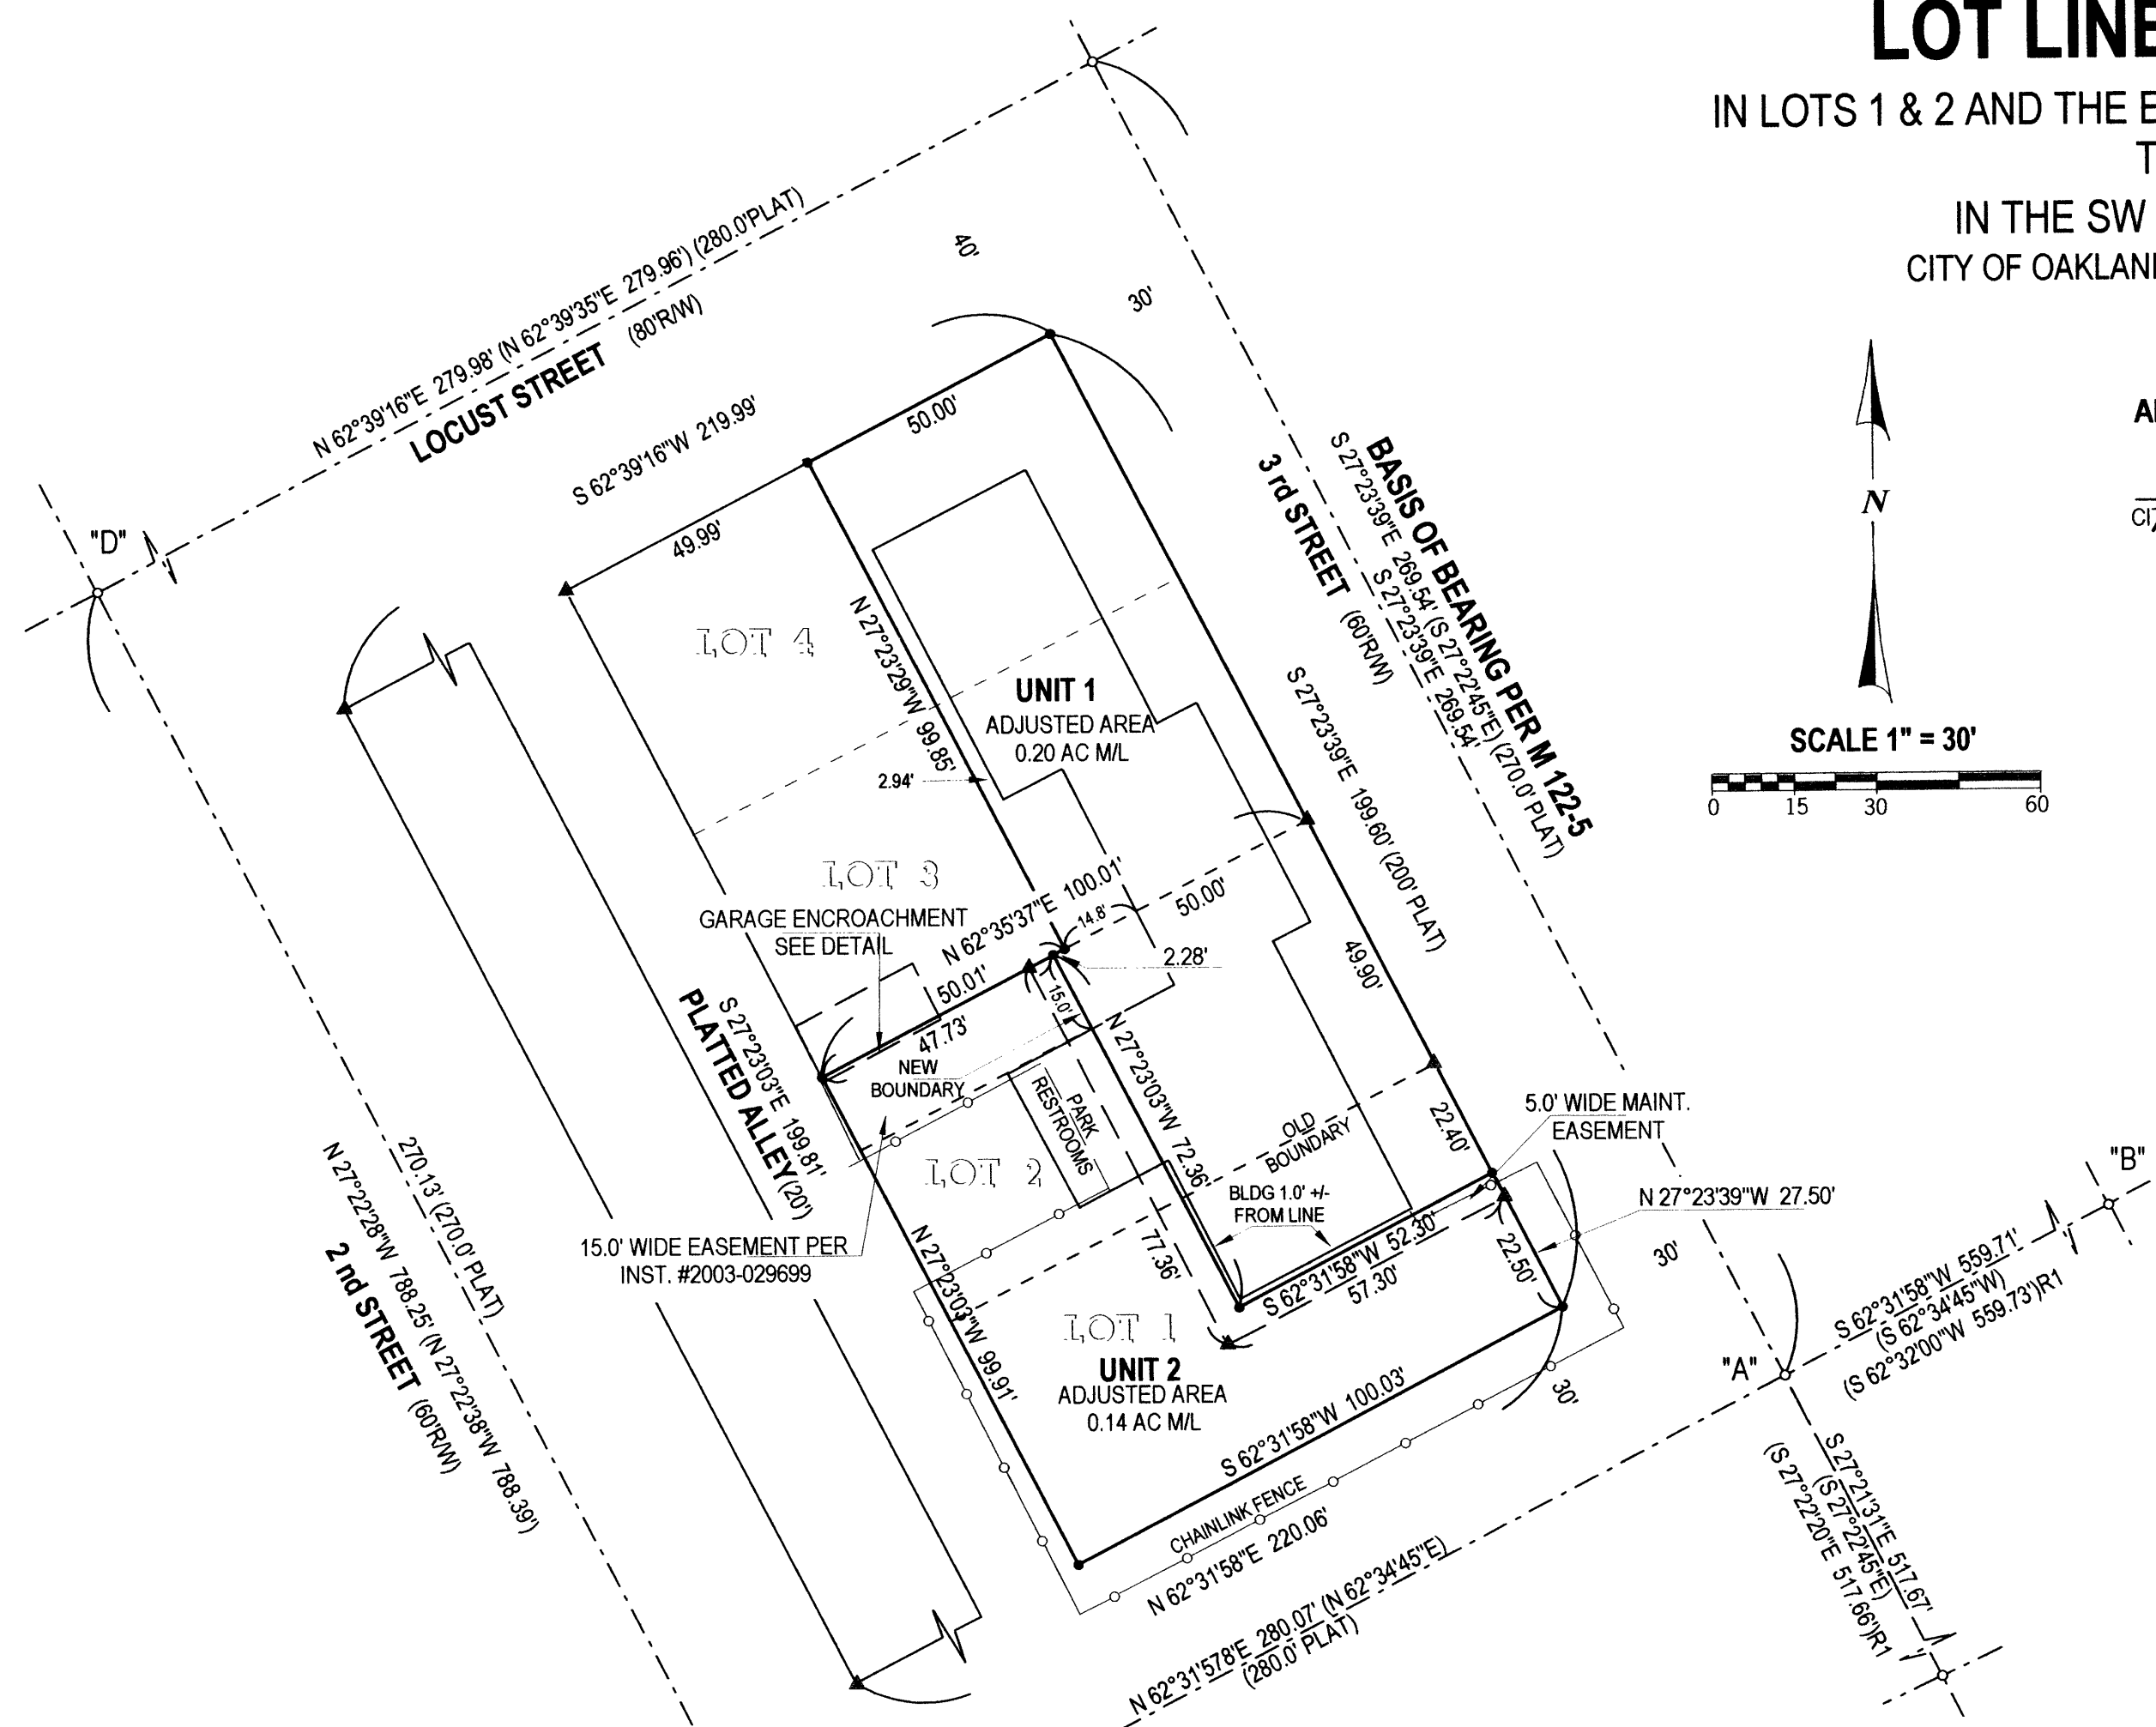 LOT LINE
IN LOTS 1 & 2 AND THE
IN THE SW
CITY OF OAKLAN
N 62°39'16"E 279.98' (N 62°39'35"E 279.96') (280.0'PLAT)
LOCUST STREET (80'R/W)
40'
30'
S 62°39'16"W 219.99'
50.00'
49.99'
"D"
BASIS OF BEARING PER M 122-5
S 27°23'39"E 269.54' (S 27°22'45"E) (270.0' PLAT)
S 27°23'39"E 269.54'
3 rd STREET (60'R/W)
N
SCALE 1" = 30'
0 15 30 60
LOT 4
N 27°23'29"W 99.85'
UNIT 1
ADJUSTED AREA
0.20 AC M/L
2.94'
S 27°23'39"E 199.60' (200' PLAT)
LOT 3
GARAGE ENCROACHMENT
SEE DETAIL
N 62°35'37"E 100.01'
14.8'
50.00'
50.01'
2.28'
49.90'
15.0'
47.73'
NEW
BOUNDARY
PLATTED ALLEY (20')
S 27°23'03"E 199.81'
PARK
RESTROOMS
N 27°23'03"W 72.36'
OLD
BOUNDARY
22.40'
5.0' WIDE MAINT.
EASEMENT
"B"
LOT 2
BLDG 1.0' +/-
FROM LINE
N 27°23'39"W 27.50'
15.0' WIDE EASEMENT PER
INST. #2003-029699
77.36'
S 62°31'58"W 52.30'
57.30'
22.50'
30'
270.13' (270.0' PLAT)
N 27°22'28"W 788.25' (N 27°22'38"W 788.39')
2 nd STREET (60'R/W)
N 27°23'03"W 99.91'
LOT 1
UNIT 2
ADJUSTED AREA
0.14 AC M/L
S 62°31'58"W 559.71'
(S 62°34'45"W)
(S 62°32'00"W 559.73')R1
"A"
30'
S 62°31'58"W 100.03'
CHAINLINK FENCE
N 62°31'58"E 220.06'
N 62°31'578'E 280.07' (N 62°34'45"E)
(280.0' PLAT)
S 27°21'31"E 517.67'
(S 27°22'45"E)
(S 27°22'20"E 517.66')R1